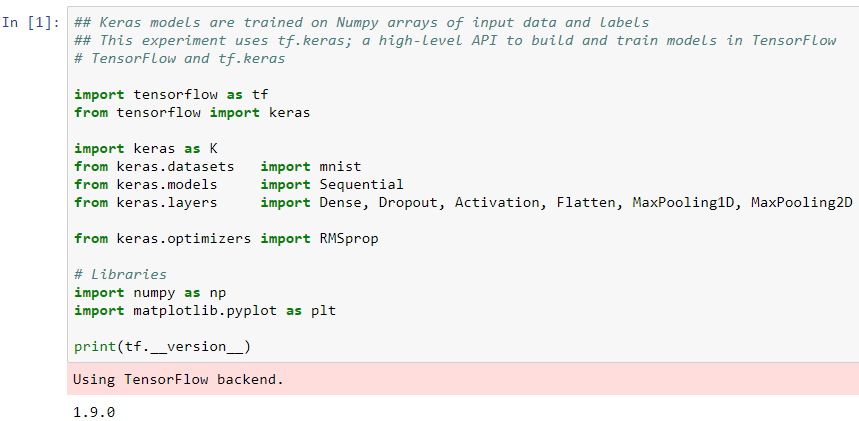 In [1]: ## Keras models are trained on Numpy arrays of input data and labels
## This experiment uses tf.keras; a high-level API to build and train models in TensorFlow
# TensorFlow and tf.keras
import tensorflow as tf
from tensorflow import keras
import keras as K
from keras.datasets   import mnist
from keras.models     import Sequential
from keras.layers     import Dense, Dropout, Activation, Flatten, MaxPooling1D, MaxPooling2D
from keras.optimizers import RMSprop
# Libraries
import numpy as np
import matplotlib.pyplot as plt
print(tf.__version__)
Using TensorFlow backend.
1.9.0